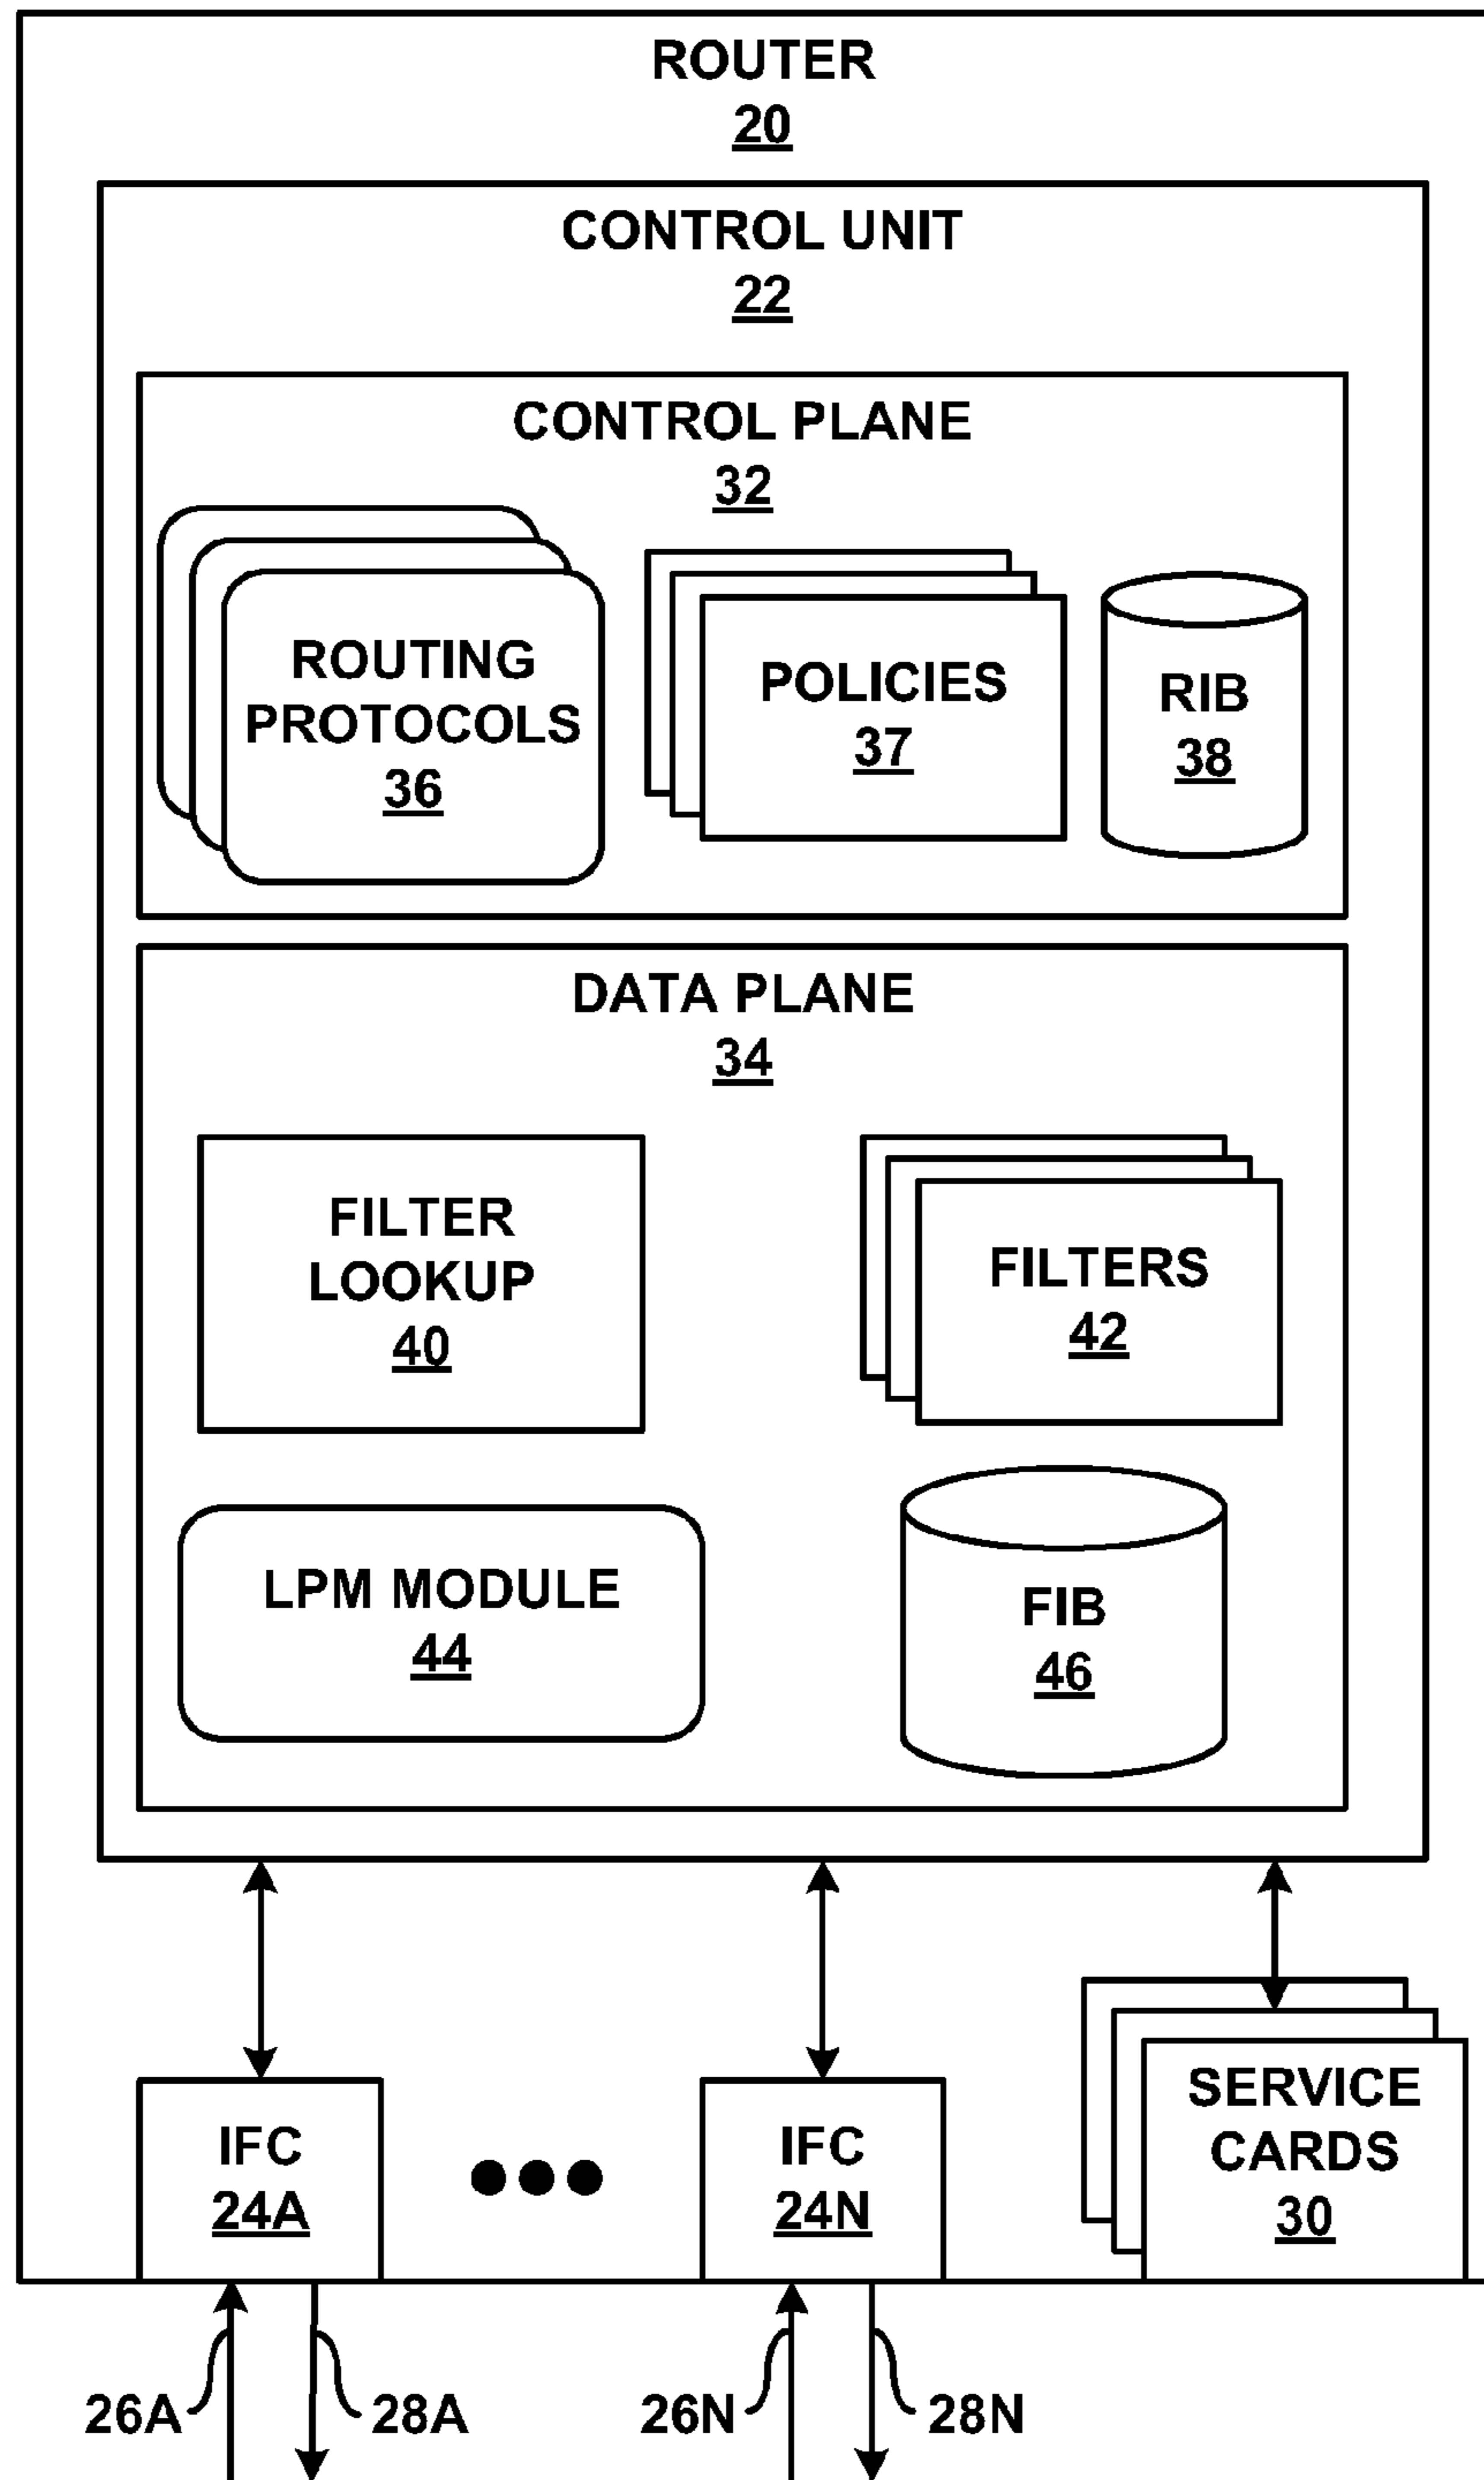 ROUTER
20
CONTROL UNIT
22
CONTROL PLANE
32
ROUTING
PROTOCOLS
36
POLICIES
37
RIB
38
DATA PLANE
34
FILTER
LOOKUP
40
FILTERS
42
LPM MODULE
44
FIB
46
IFC
24A
IFC
24N
SERVICE
CARDS
30
26A
28A
26N
28N